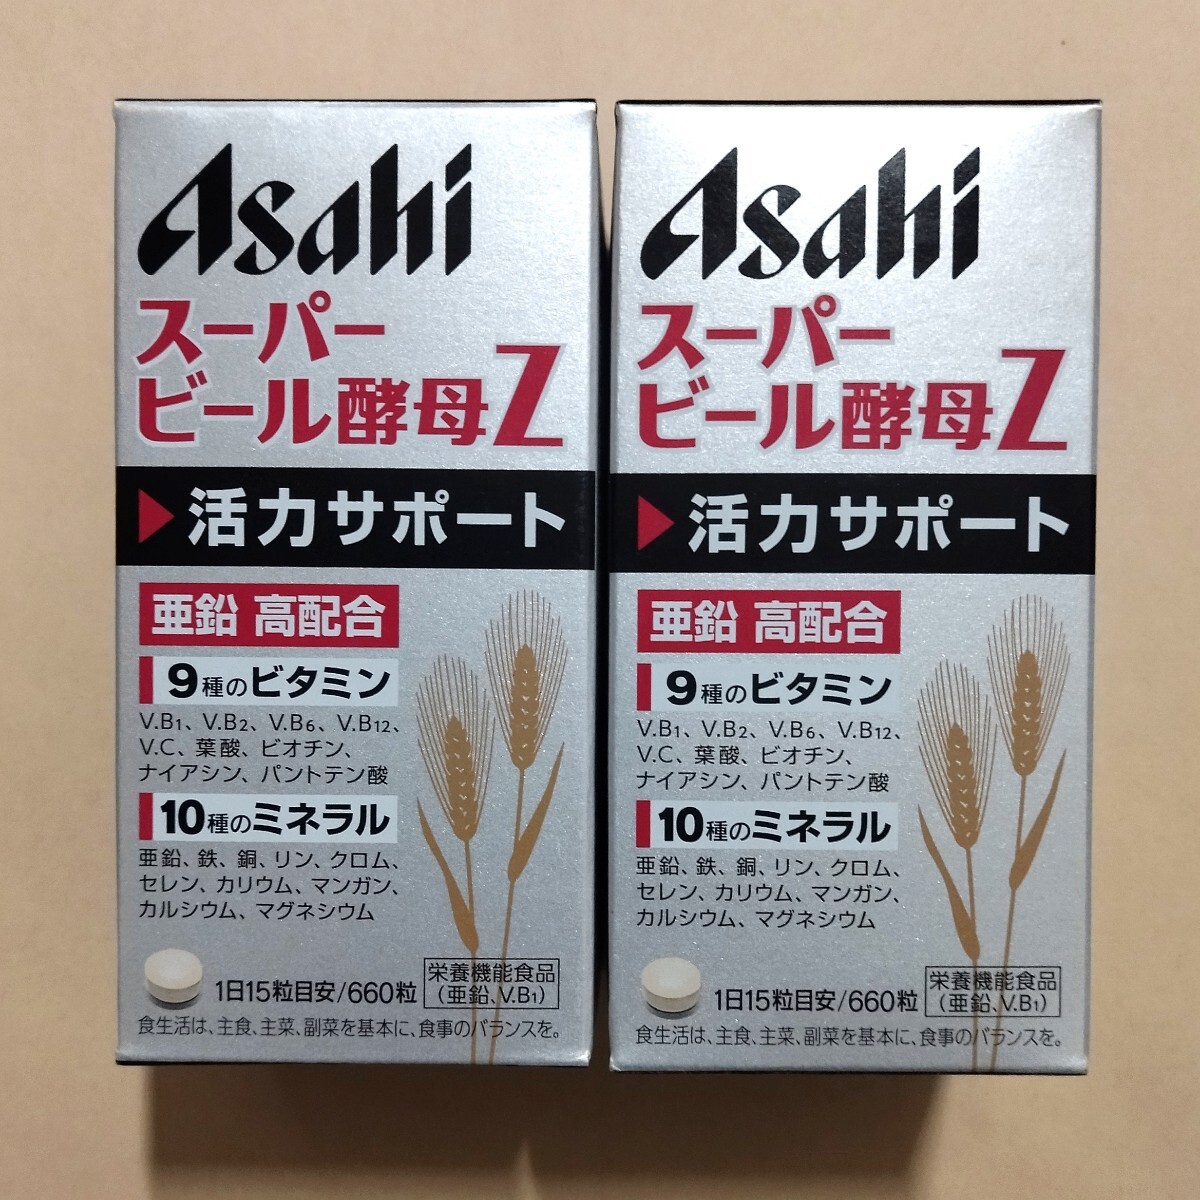 Asahi
スーパー
ビール酵母Z
活力サポート
亜鉛 高配合
9種のビタミン
V.B1、V.B2、V.B6、V.B12、
V.C、葉酸、ビオチン、
ナイアシン、パントテン酸
10種のミネラル
亜鉛、鉄、銅、リン、クロム、
セレン、カリウム、マンガン、
カルシウム、マグネシウム
1日15粒目安/660粒
栄養機能食品
(亜鉛、V.B1)
食生活は、主食、主菜、副菜を基本に、食事のバランスを。
Asahi
スーパー
ビール酵母Z
活力サポート
亜鉛 高配合
9種のビタミン
V.B1、V.B2、V.B6、V.B12、
V.C、葉酸、ビオチン、
ナイアシン、パントテン酸
10種のミネラル
亜鉛、鉄、銅、リン、クロム、
セレン、カリウム、マンガン、
カルシウム、マグネシウム
1日15粒目安/660粒
栄養機能食品
(亜鉛、V.B1)
食生活は、主食、主菜、副菜を基本に、食事のバランスを。